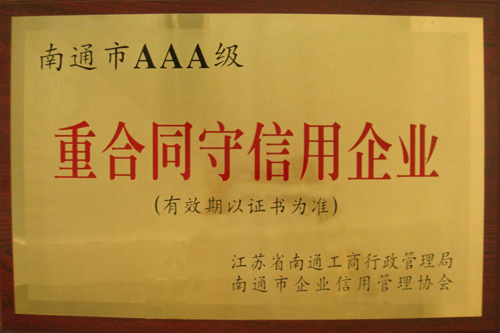 南通市AAA级
重合同守信用企业
(有效期以证书为准)
江苏省南通工商行政管理局
南通市企业信用管理协会